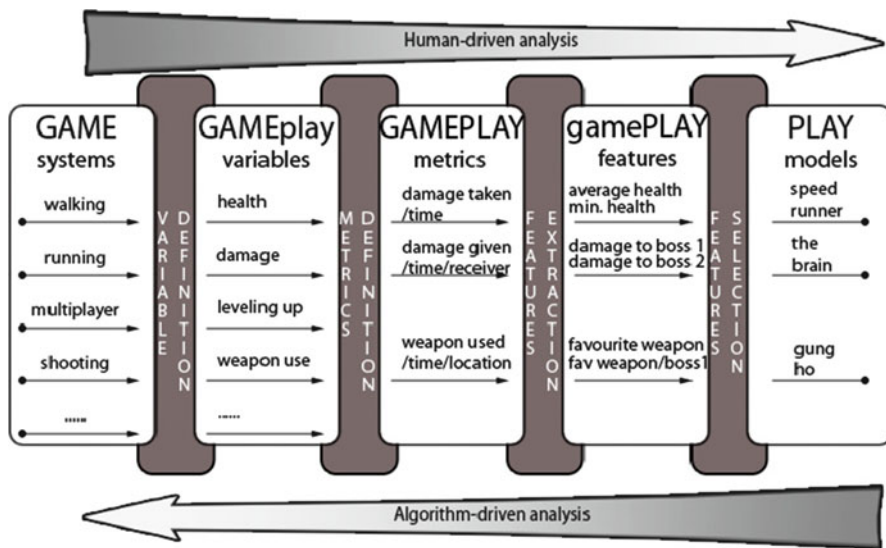 Human-driven analysis
GAME
systems
walking
running
multiplayer
shooting
......
VARIABLE
DEFINITION
GAMEplay
variables
health
damage
leveling up
weapon use
......
METRICS
DEFINITION
GAMEPLAY
metrics
damage taken
/time
damage given
/time/receiver
weapon used
/time/location
FEATURES
EXTRACTION
gamePLAY
features
average health
min. health
damage to boss 1
damage to boss 2
favourite weapon
fav weapon/boss1
FEATURES
SELECTION
PLAY
models
speed
runner
the
brain
gung
ho
Algorithm-driven analysis